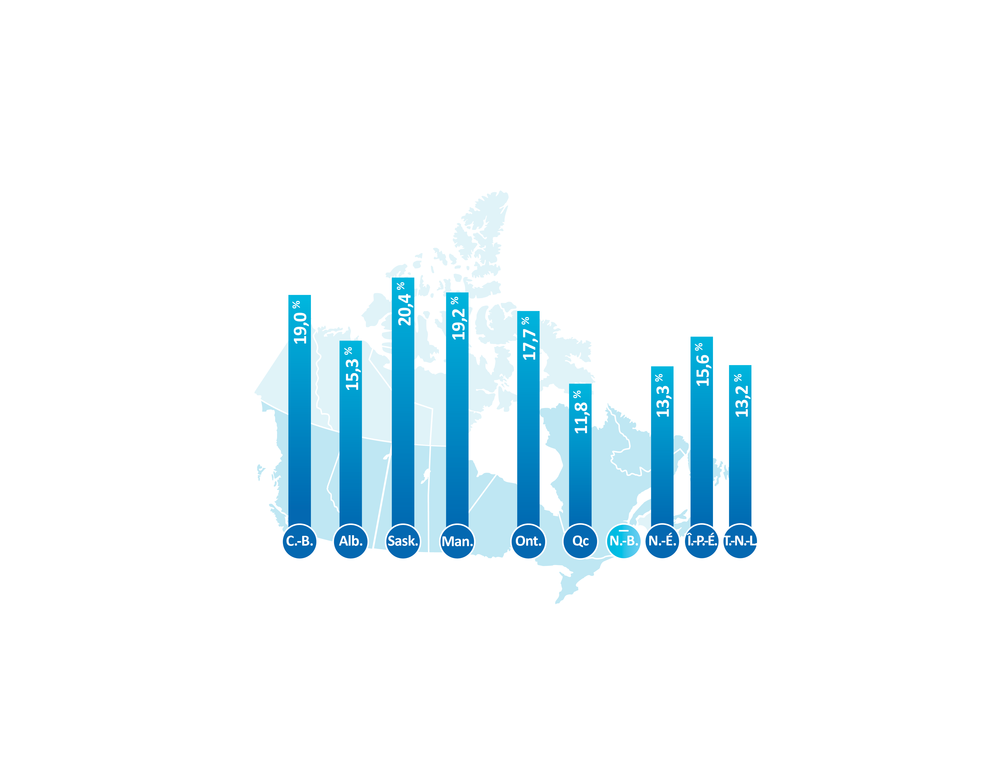 19,0 %
15,3 %
20,4 %
19,2 %
17,7 %
11,8 %
–
13,3 %
15,6 %
13,2 %
C.-B.
Alb.
Sask.
Man.
Ont.
Qc
N.-B.
N.-É.
Î.-P.-É.
T.-N.-L